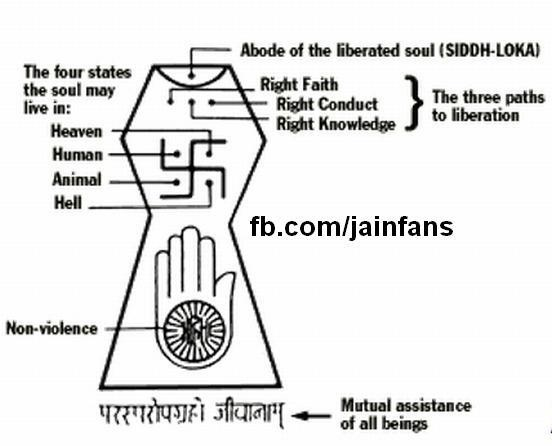 Abode of the liberated soul (SIDDH-LOKA)
The four states
the soul may
live in:
Right Faith
Right Conduct
Right Knowledge
The three paths
to liberation
Heaven
Human
Animal
Hell
fb.com/jainfans
Non-violence
परस्परोपग्रहो जीवानाम्
Mutual assistance
of all beings